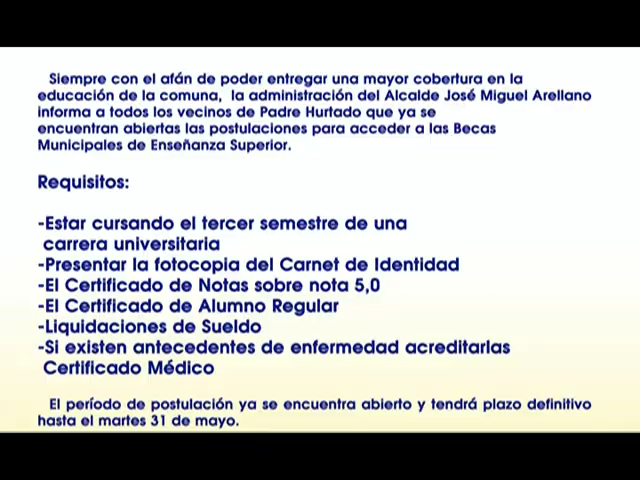 Siempre con el afán de poder entregar una mayor cobertura en la
educación de la comuna, la administración del Alcalde José Miguel Arellano
informa a todos los vecinos de Padre Hurtado que ya se
encuentran abiertas las postulaciones para acceder a las Becas
Municipales de Enseñanza Superior.
Requisitos:
-Estar cursando el tercer semestre de una
carrera universitaria
-Presentar la fotocopia del Carnet de Identidad
-El Certificado de Notas sobre nota 5,0
-El Certificado de Alumno Regular
-Liquidaciones de Sueldo
-Si existen antecedentes de enfermedad acreditarlas
Certificado Médico
El período de postulación ya se encuentra abierto y tendrá plazo definitivo
hasta el martes 31 de mayo.